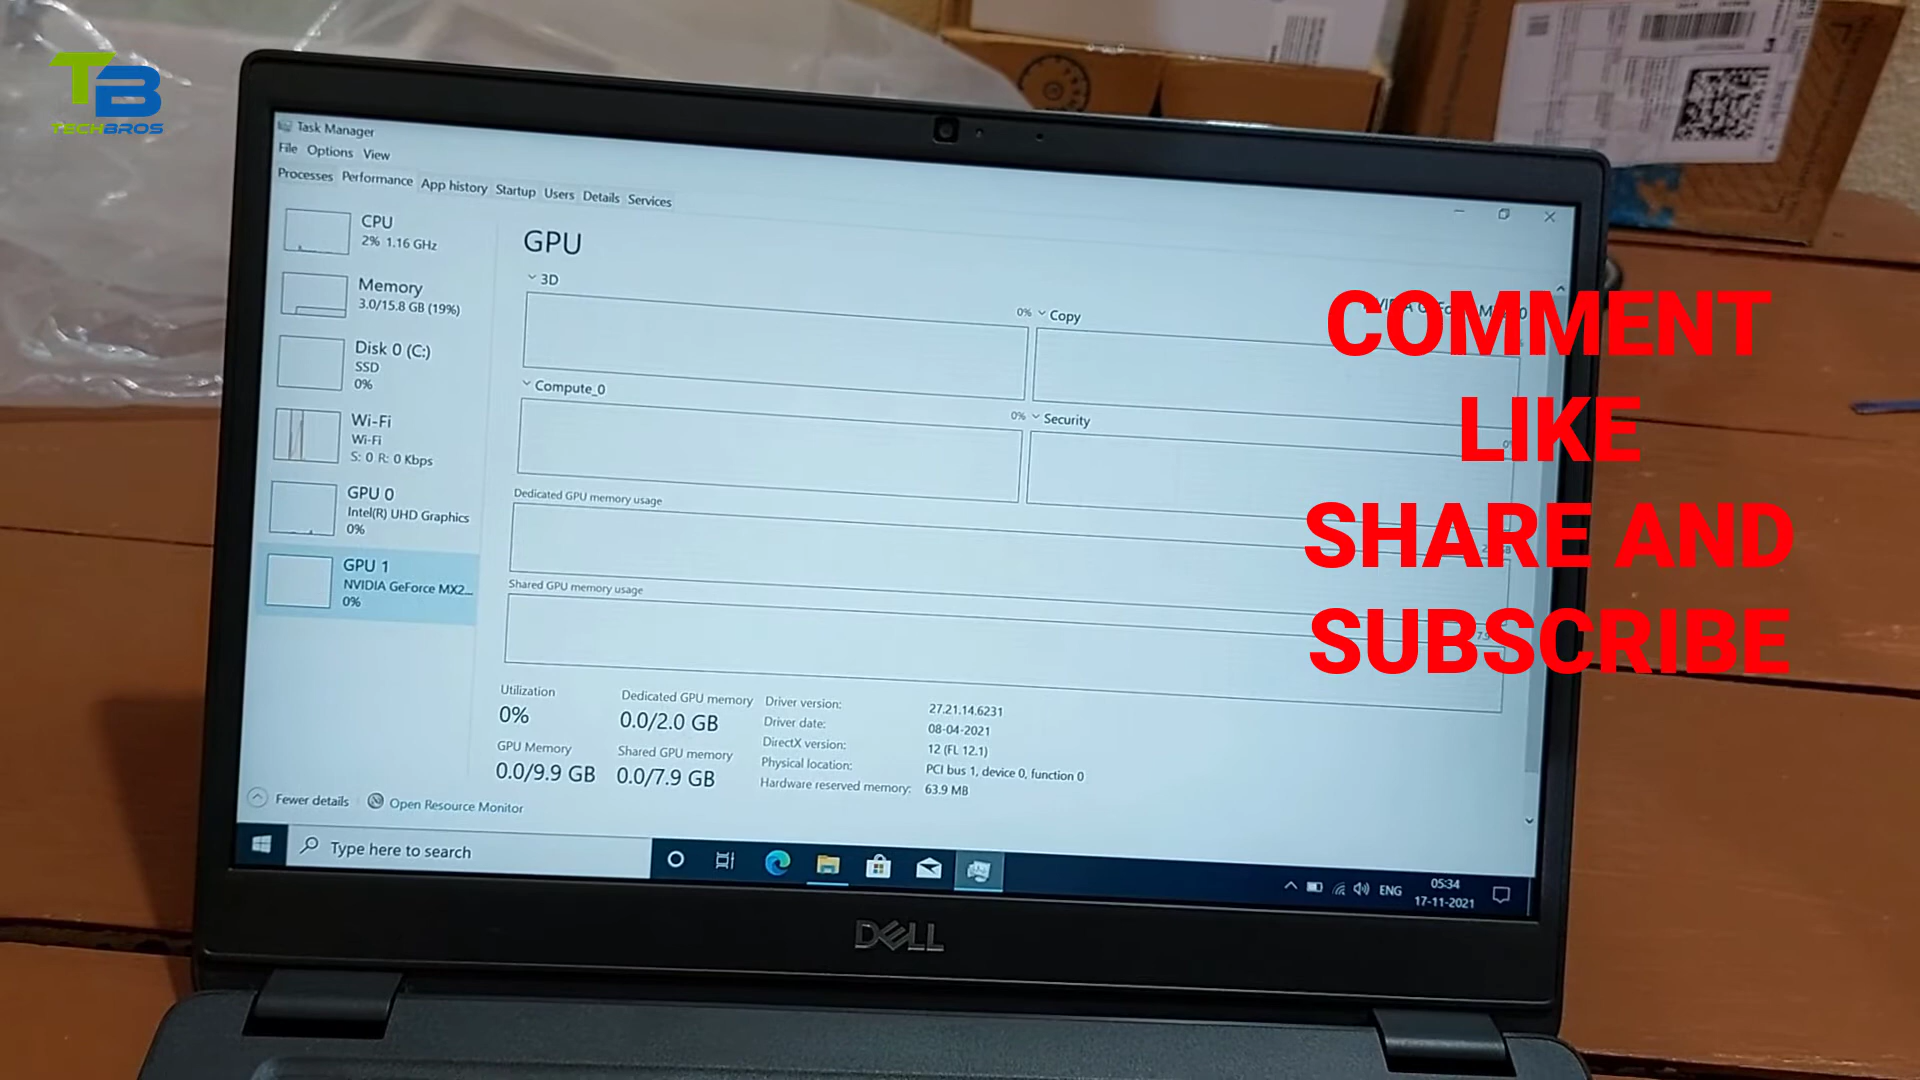 TB
TECHBROS
Task Manager
File Options View
Processes Performance App history Startup Users Details Services
CPU
2% 1.16 GHz
Memory
3.0/15.8 GB (19%)
Disk 0 (C:)
SSD
0%
Wi-Fi
Wi-Fi
S: 0 R: 0 Kbps
GPU 0
Intel(R) UHD Graphics
0%
GPU 1
NVIDIA GeForce MX2...
0%
GPU
3D
0%
Copy
Compute_0
0%
Security
Dedicated GPU memory usage
Shared GPU memory usage
Utilization
0%
Dedicated GPU memory
0.0/2.0 GB
GPU Memory
0.0/9.9 GB
Shared GPU memory
0.0/7.9 GB
Driver version: 27.21.14.6231
Driver date: 08-04-2021
DirectX version: 12 (FL 12.1)
Physical location: PCI bus 1, device 0, function 0
Hardware reserved memory: 63.9 MB
Fewer details Open Resource Monitor
Type here to search
ENG
05:34
17-11-2021
DELL
COMMENT
LIKE
SHARE AND
SUBSCRIBE